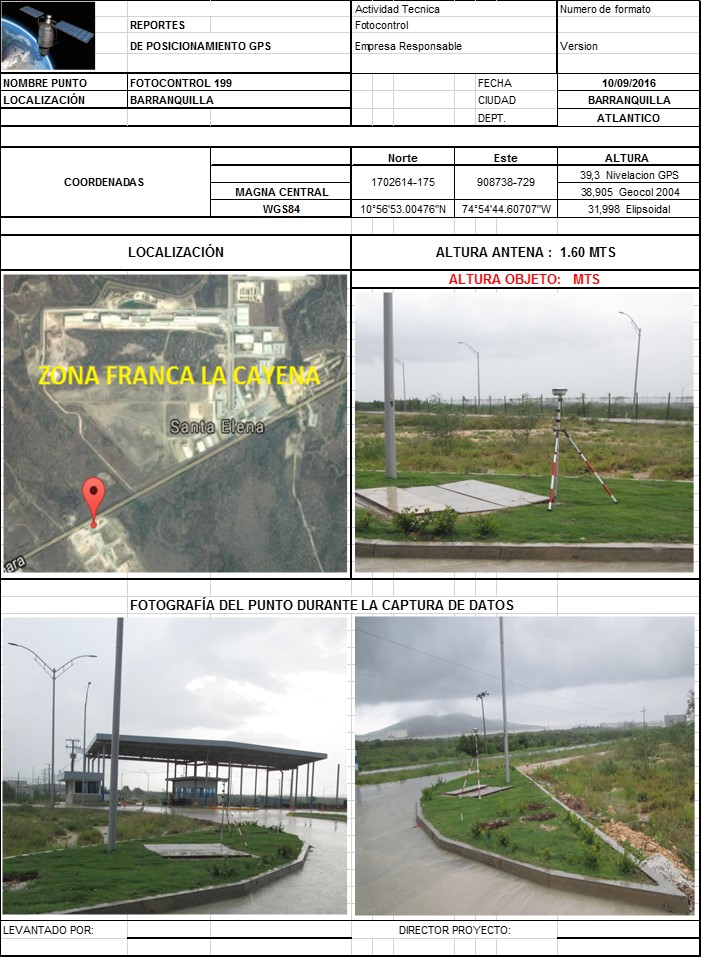 Actividad Tecnica
Numero de formato
REPORTES
Fotocontrol
DE POSICIONAMIENTO GPS
Empresa Responsable
Version
NOMBRE PUNTO FOTOCONTROL 199 FECHA 10/09/2016
LOCALIZACIÓN BARRANQUILLA CIUDAD BARRANQUILLA
DEPT. ATLANTICO
COORDENADAS
Norte Este ALTURA
39,3 Nivelacion GPS
MAGNA CENTRAL 1702614-175 908738-729 38,905 Geocol 2004
WGS84 10°56'53.00476"N 74°54'44.60707"W 31,998 Elipsoidal
LOCALIZACIÓN
ALTURA ANTENA : 1.60 MTS
ALTURA OBJETO: MTS
ZONA FRANCA LA CAYENA
Santa Elena
ara
FOTOGRAFÍA DEL PUNTO DURANTE LA CAPTURA DE DATOS
LEVANTADO POR:
DIRECTOR PROYECTO: